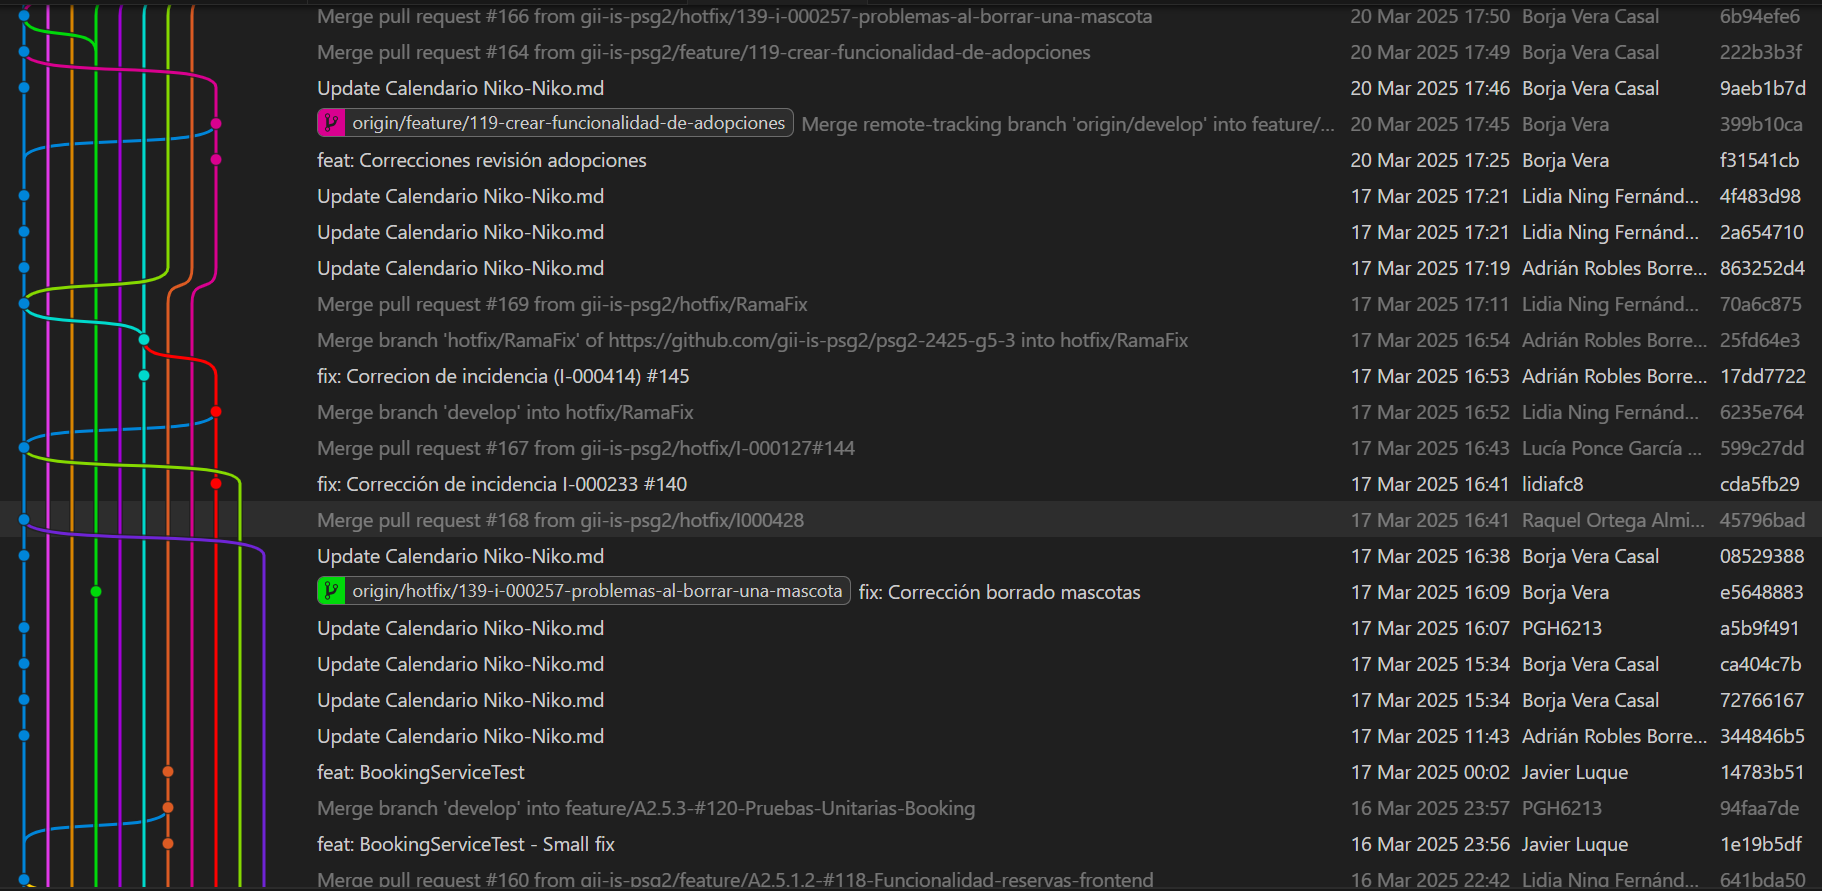 Merge pull request #166 from gii-is-psg2/hotfix/139-i-000257-problemas-al-borrar-una-mascota 20 Mar 2025 17:50 Borja Vera Casal 6b94efe6
Merge pull request #164 from gii-is-psg2/feature/119-crear-funcionalidad-de-adopciones 20 Mar 2025 17:49 Borja Vera Casal 222b3b3f
Update Calendario Niko-Niko.md 20 Mar 2025 17:46 Borja Vera Casal 9aeb1b7d
origin/feature/119-crear-funcionalidad-de-adopciones Merge remote-tracking branch 'origin/develop' into feature/... 20 Mar 2025 17:45 Borja Vera 399b10ca
feat: Correcciones revisión adopciones 20 Mar 2025 17:25 Borja Vera f31541cb
Update Calendario Niko-Niko.md 17 Mar 2025 17:21 Lidia Ning Fernánd... 4f483d98
Update Calendario Niko-Niko.md 17 Mar 2025 17:21 Lidia Ning Fernánd... 2a654710
Update Calendario Niko-Niko.md 17 Mar 2025 17:19 Adrián Robles Borre... 863252d4
Merge pull request #169 from gii-is-psg2/hotfix/RamaFix 17 Mar 2025 17:11 Lidia Ning Fernánd... 70a6c875
Merge branch 'hotfix/RamaFix' of https://github.com/gii-is-psg2/psg2-2425-g5-3 into hotfix/RamaFix 17 Mar 2025 16:54 Adrián Robles Borre... 25fd64e3
fix: Correcion de incidencia (I-000414) #145 17 Mar 2025 16:53 Adrián Robles Borre... 17dd7722
Merge branch 'develop' into hotfix/RamaFix 17 Mar 2025 16:52 Lidia Ning Fernánd... 6235e764
Merge pull request #167 from gii-is-psg2/hotfix/I-000127#144 17 Mar 2025 16:43 Lucía Ponce García ... 599c27dd
fix: Corrección de incidencia I-000233 #140 17 Mar 2025 16:41 lidiafc8 cda5fb29
Merge pull request #168 from gii-is-psg2/hotfix/I000428 17 Mar 2025 16:41 Raquel Ortega Almi... 45796bad
Update Calendario Niko-Niko.md 17 Mar 2025 16:38 Borja Vera Casal 08529388
origin/hotfix/139-i-000257-problemas-al-borrar-una-mascota fix: Corrección borrado mascotas 17 Mar 2025 16:09 Borja Vera e5648883
Update Calendario Niko-Niko.md 17 Mar 2025 16:07 PGH6213 a5b9f491
Update Calendario Niko-Niko.md 17 Mar 2025 15:34 Borja Vera Casal ca404c7b
Update Calendario Niko-Niko.md 17 Mar 2025 15:34 Borja Vera Casal 72766167
Update Calendario Niko-Niko.md 17 Mar 2025 11:43 Adrián Robles Borre... 344846b5
feat: BookingServiceTest 17 Mar 2025 00:02 Javier Luque 14783b51
Merge branch 'develop' into feature/A2.5.3-#120-Pruebas-Unitarias-Booking 16 Mar 2025 23:57 PGH6213 94faa7de
feat: BookingServiceTest - Small fix 16 Mar 2025 23:56 Javier Luque 1e19b5df
Merge pull request #160 from gii-is-psg2/feature/A2.5.1.2-#118-Funcionalidad-reservas-frontend 16 Mar 2025 22:42 Lidia Ning Fernánd... 641bda50